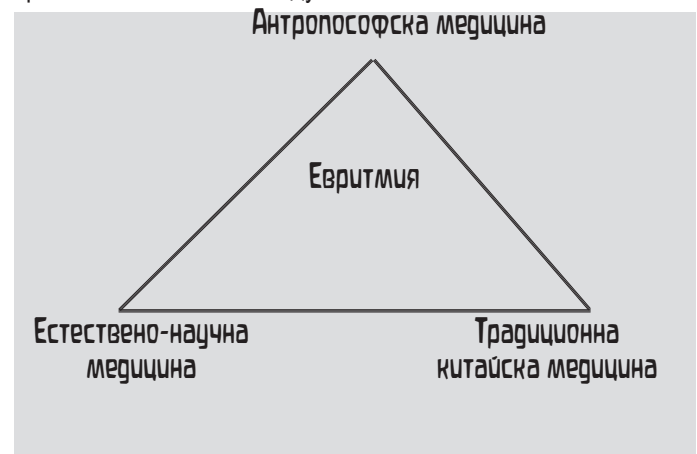 Антропософска медицина
Евритмия
Естествено-научна
медицина
Традиционна
китайска медицина